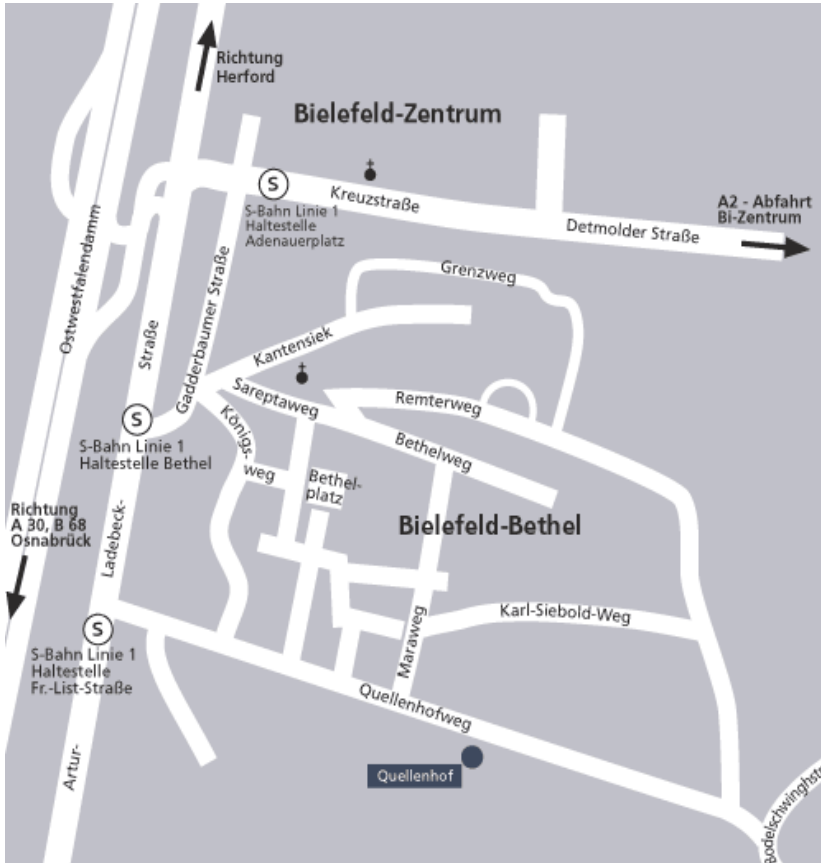 Richtung
Herford
Bielefeld-Zentrum
S
Kreuzstraße
S-Bahn Linie 1
Haltestelle
Adenauerplatz
A2 - Abfahrt
Bi-Zentrum
Detmolder Straße
Ostwestfalendamm
Grenzweg
Gadderbaumer Straße
Straße
Kantensiek
Sareptaweg
Remterweg
S
S-Bahn Linie 1
Haltestelle Bethel
Königs-
weg
Bethelweg
Bethel-
platz
Richtung
A 30, B 68
Osnabrück
Bielefeld-Bethel
Ladebeck-
S
S-Bahn Linie 1
Haltestelle
Fr.-List-Straße
Karl-Siebold-Weg
Maraweg
Quellenhofweg
Artur-
Quellenhof
Bodelschwinghstr